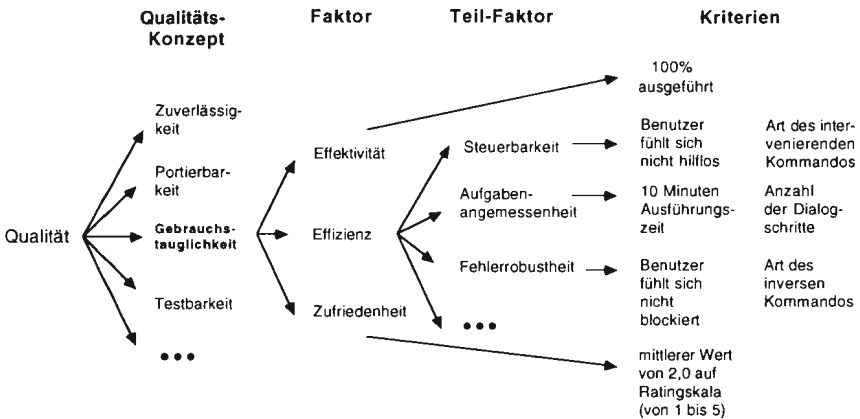 Qualitäts-
Konzept
Faktor
Teil-Faktor
Kriterien
Qualität
Zuverlässig-
keit
Portierbar-
keit
Gebrauchs-
tauglichkeit
Testbarkeit
•••
Effektivität
Effizienz
Zufriedenheit
Steuerbarkeit
Aufgaben-
angemessenheit
Fehlerrobustheit
•••
100%
ausgeführt
Benutzer
fühlt sich
nicht hilflos
Art des inter-
venierenden
Kommandos
10 Minuten
Ausführungs-
zeit
Anzahl
der Dialog-
schritte
Benutzer
fühlt sich
nicht
blockiert
Art des
inversen
Kommandos
mittlerer Wert
von 2,0 auf
Ratingskala
(von 1 bis 5)